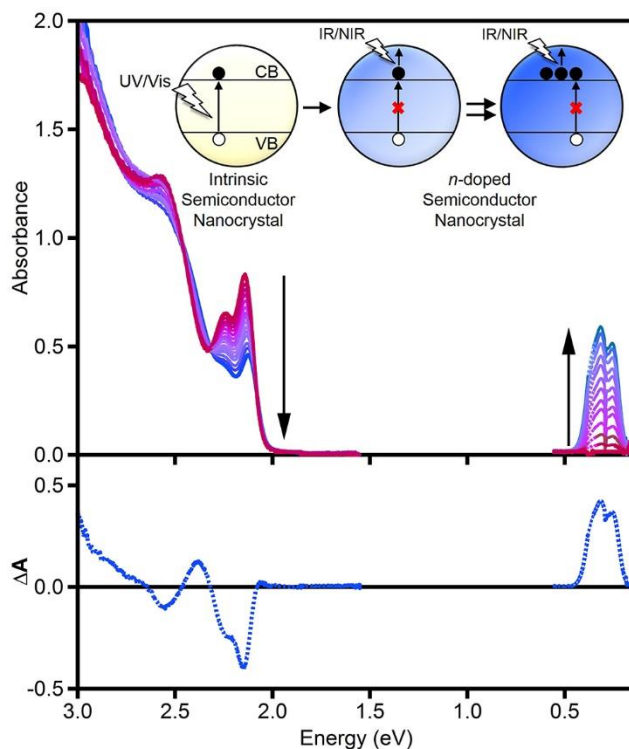 2.0
1.5
1.0
0.5
0.0
Absorbance
UV/Vis
CB
VB
IR/NIR
IR/NIR
Intrinsic
Semiconductor
Nanocrystal
n-doped
Semiconductor
Nanocrystal
0.5
0.0
-0.5
ΔA
3.0 2.5 2.0 1.5 1.0 0.5
Energy (eV)